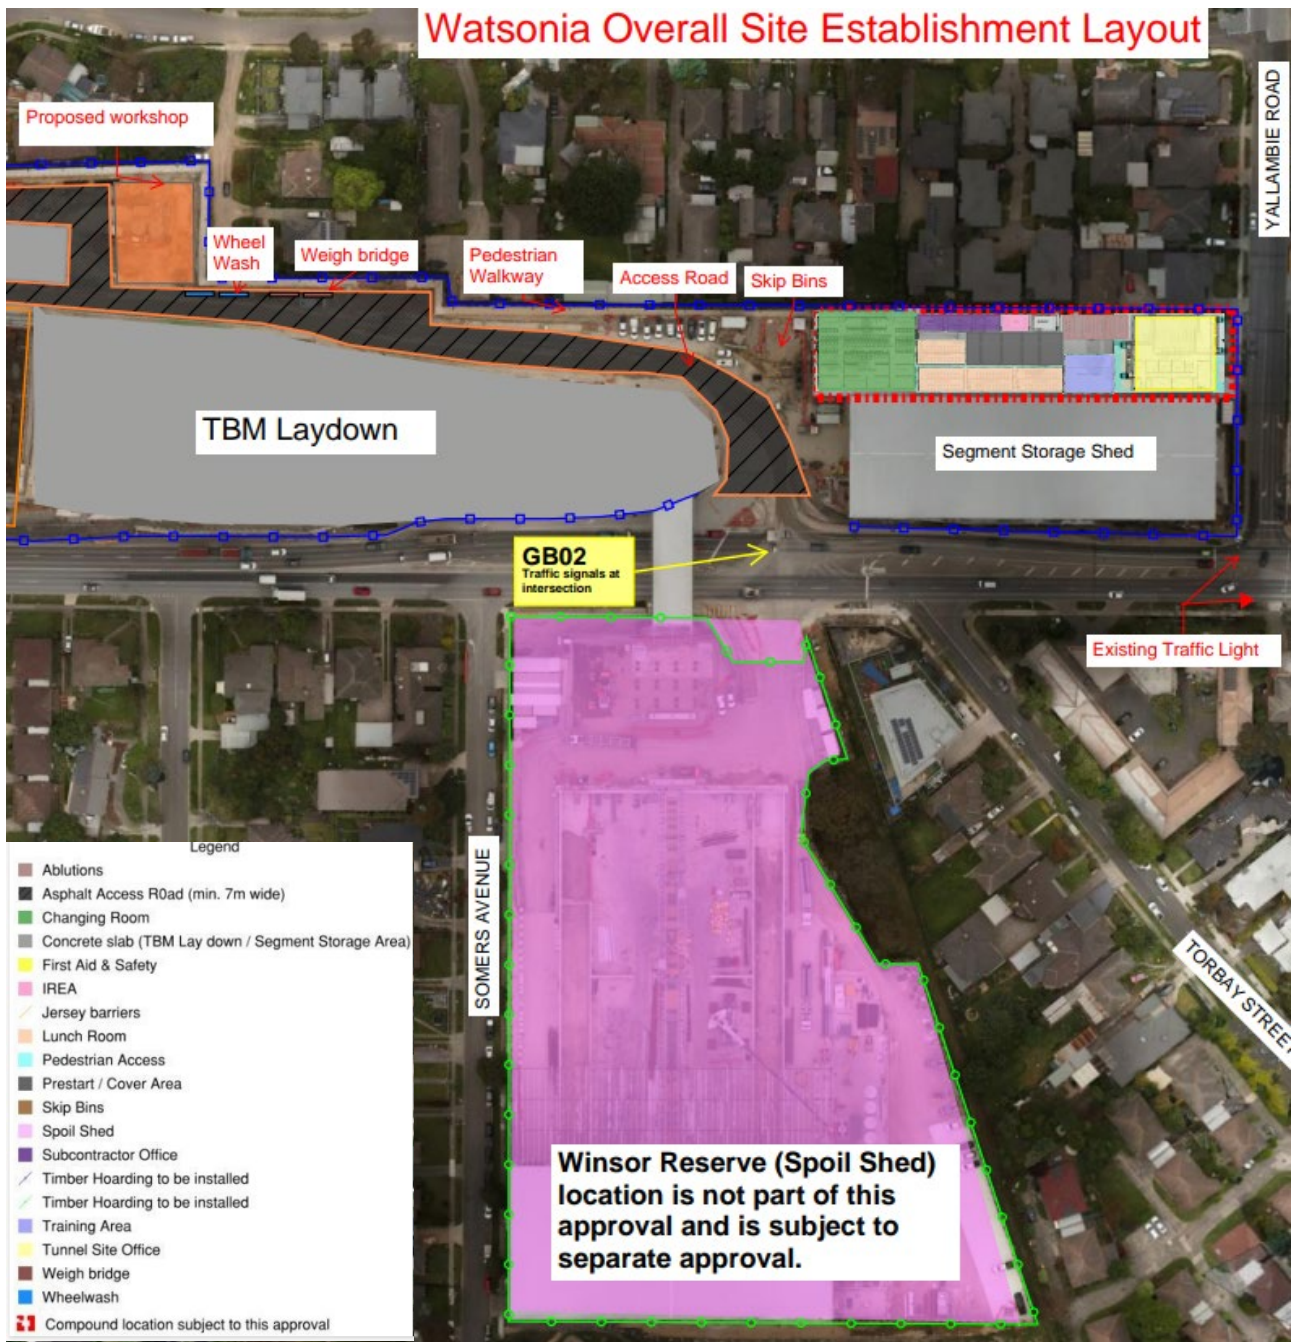 Watsonia Overall Site Establishment Layout
YALLAMBIE ROAD
Proposed workshop
Wheel
Wash
Weigh bridge
Pedestrian
Walkway
Access Road
Skip Bins
TBM Laydown
Segment Storage Shed
GB02
Traffic signals at
intersection
Existing Traffic Light
SOMERS AVENUE
TORBAY STREET
Legend
Ablutions
Asphalt Access R0ad (min. 7m wide)
Changing Room
Concrete slab (TBM Lay down / Segment Storage Area)
First Aid & Safety
IREA
Jersey barriers
Lunch Room
Pedestrian Access
Prestart / Cover Area
Skip Bins
Spoil Shed
Subcontractor Office
Timber Hoarding to be installed
Timber Hoarding to be installed
Training Area
Tunnel Site Office
Weigh bridge
Wheelwash
Compound location subject to this approval
Winsor Reserve (Spoil Shed)
location is not part of this
approval and is subject to
separate approval.